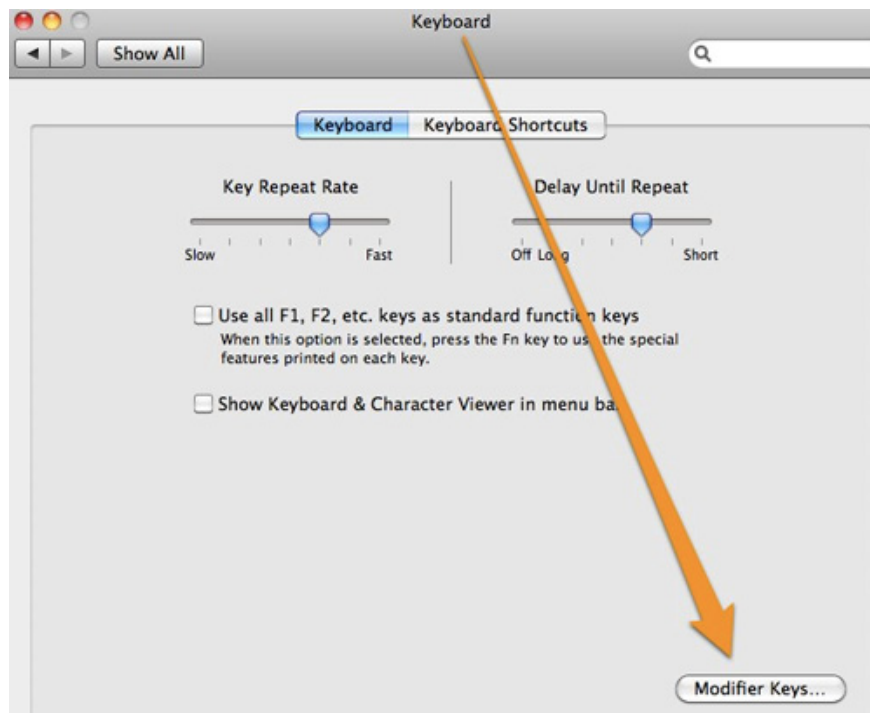 Keyboard
Show All
Keyboard Keyboard Shortcuts
Key Repeat Rate Delay Until Repeat
Slow Fast Off Long Short
Use all F1, F2, etc. keys as standard function keys
When this option is selected, press the Fn key to use the special
features printed on each key.
Show Keyboard & Character Viewer in menu bar
Modifier Keys...